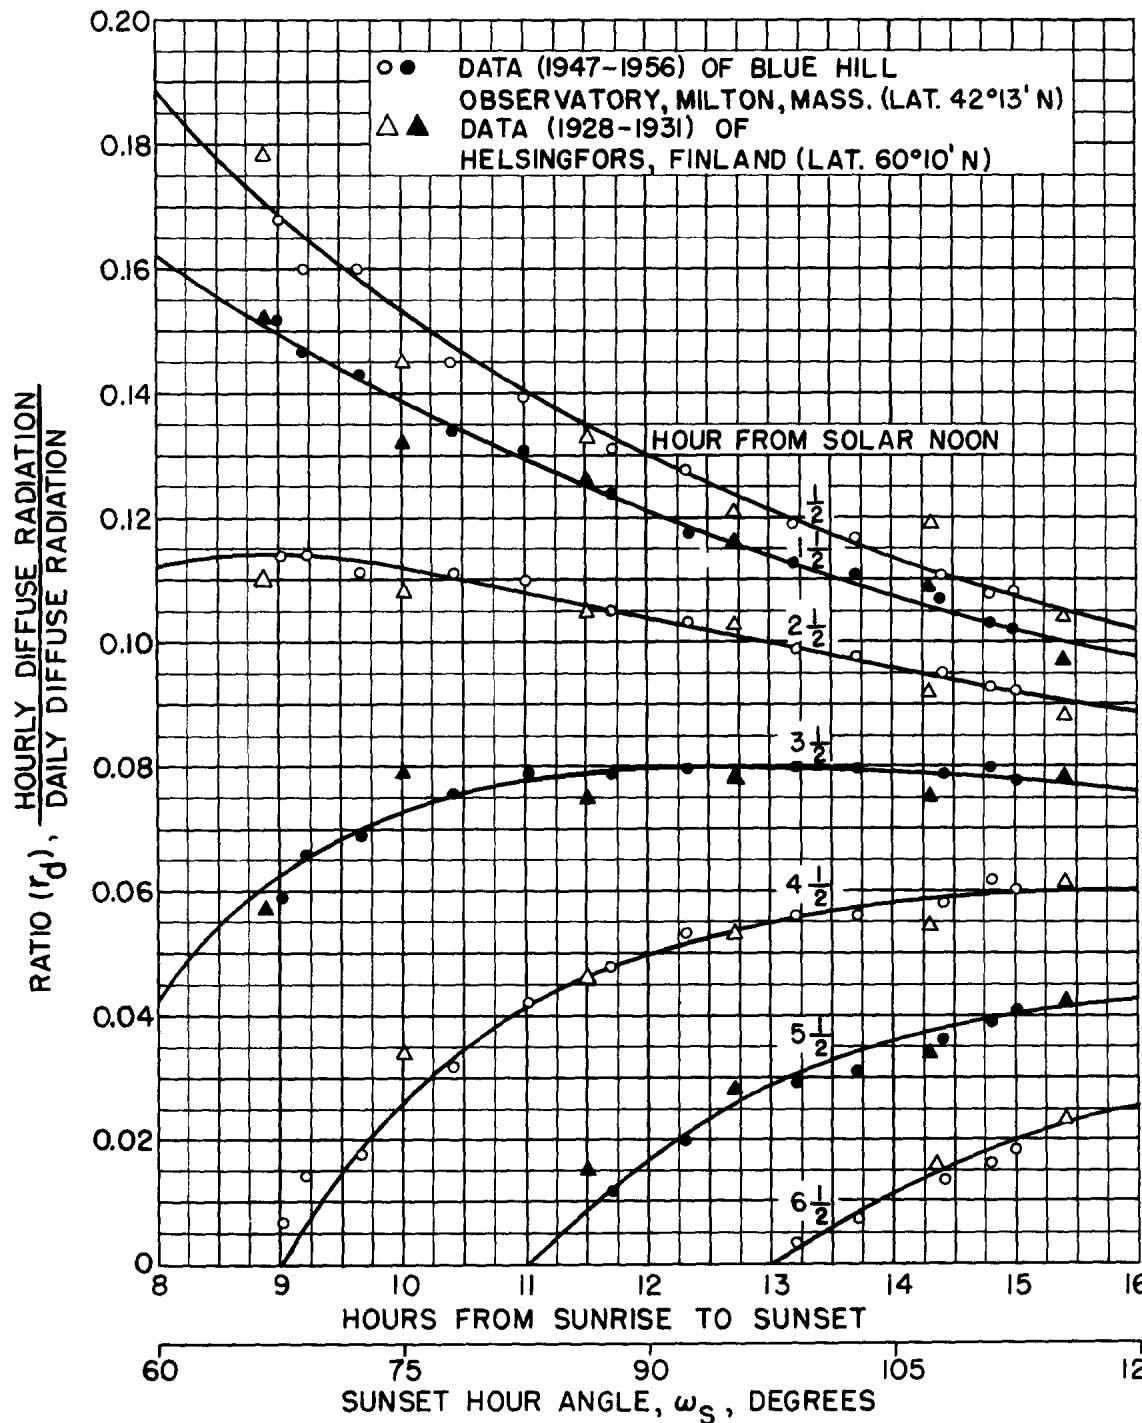 0.20
○ ● DATA (1947-1956) OF BLUE HILL
OBSERVATORY, MILTON, MASS. (LAT. 42°13' N)
△ ▲ DATA (1928-1931) OF
HELSINGFORS, FINLAND (LAT. 60°10' N)
0.18
0.16
0.14
HOUR FROM SOLAR NOON
1/2
0.12
1 1/2
2 1/2
0.10
3 1/2
0.08
4 1/2
0.06
0.04
5 1/2
0.02
6 1/2
0
RATIO (r_d), HOURLY DIFFUSE RADIATION / DAILY DIFFUSE RADIATION
8 9 10 11 12 13 14 15 16
HOURS FROM SUNRISE TO SUNSET
60 75 90 105 12
SUNSET HOUR ANGLE, ω_s, DEGREES